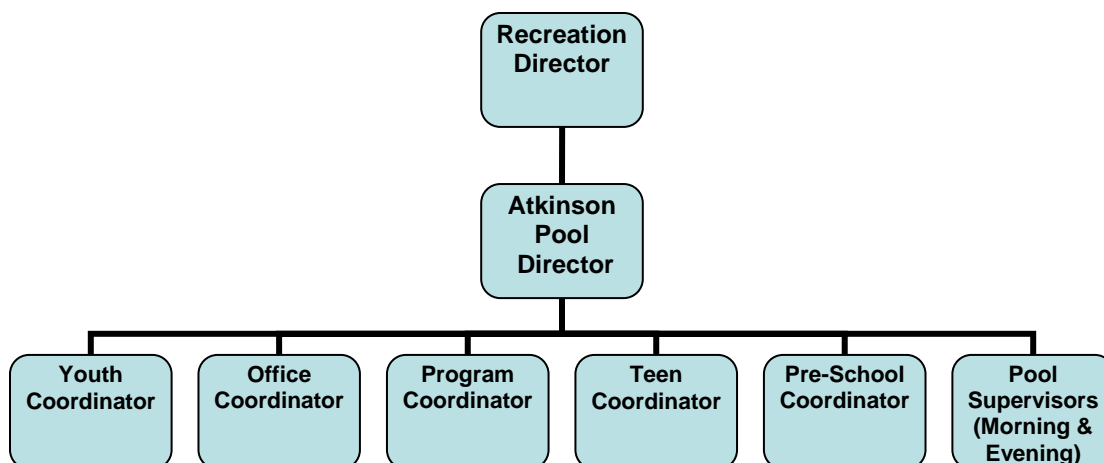 Recreation
Director
Atkinson
Pool
Director
Youth
Coordinator
Office
Coordinator
Program
Coordinator
Teen
Coordinator
Pre-School
Coordinator
Pool
Supervisors
(Morning &
Evening)